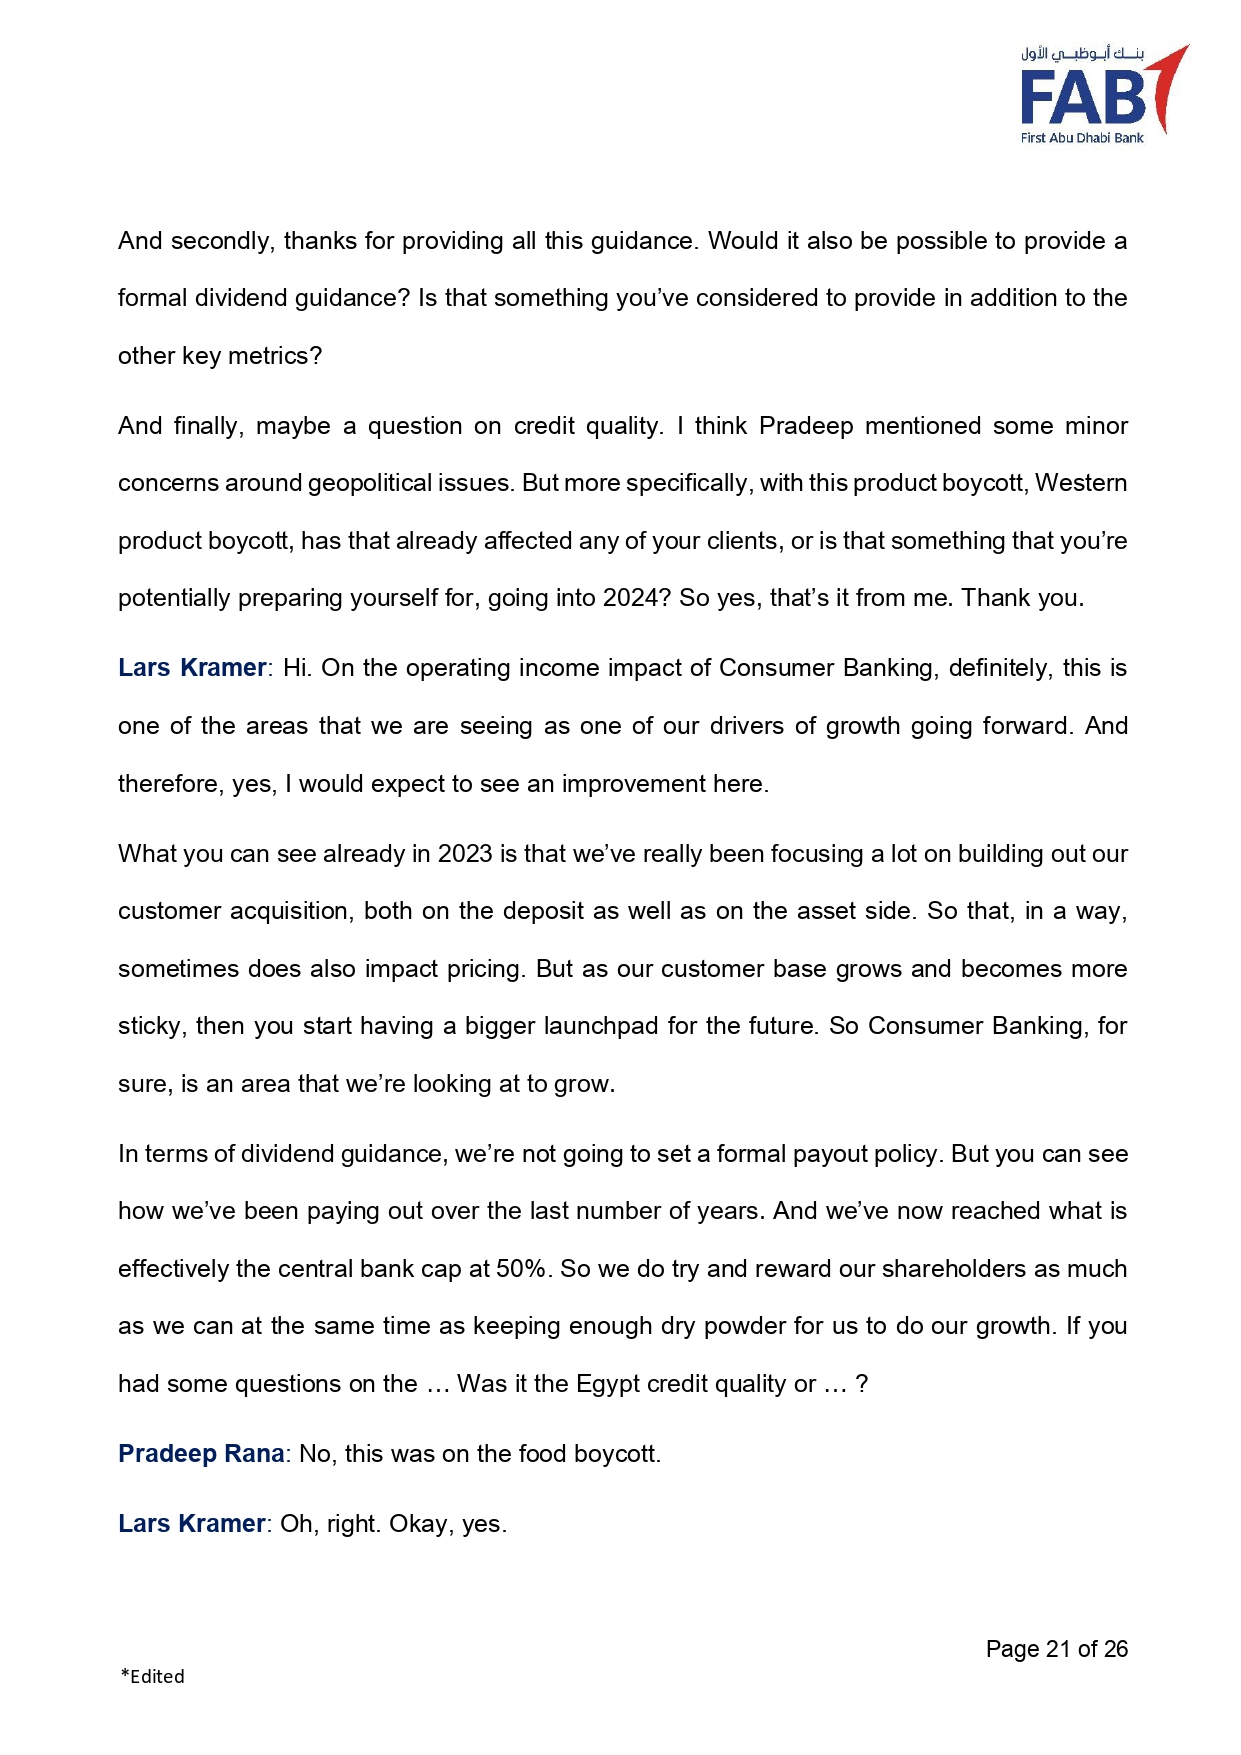 بنك أبوظبي الأول
FAB
First Abu Dhabi Bank
And secondly, thanks for providing all this guidance. Would it also be possible to provide a
formal dividend guidance? Is that something you’ve considered to provide in addition to the
other key metrics?
And finally, maybe a question on credit quality. I think Pradeep mentioned some minor
concerns around geopolitical issues. But more specifically, with this product boycott, Western
product boycott, has that already affected any of your clients, or is that something that you’re
potentially preparing yourself for, going into 2024? So yes, that’s it from me. Thank you.
Lars Kramer: Hi. On the operating income impact of Consumer Banking, definitely, this is
one of the areas that we are seeing as one of our drivers of growth going forward. And
therefore, yes, I would expect to see an improvement here.
What you can see already in 2023 is that we’ve really been focusing a lot on building out our
customer acquisition, both on the deposit as well as on the asset side. So that, in a way,
sometimes does also impact pricing. But as our customer base grows and becomes more
sticky, then you start having a bigger launchpad for the future. So Consumer Banking, for
sure, is an area that we’re looking at to grow.
In terms of dividend guidance, we’re not going to set a formal payout policy. But you can see
how we’ve been paying out over the last number of years. And we’ve now reached what is
effectively the central bank cap at 50%. So we do try and reward our shareholders as much
as we can at the same time as keeping enough dry powder for us to do our growth. If you
had some questions on the … Was it the Egypt credit quality or … ?
Pradeep Rana: No, this was on the food boycott.
Lars Kramer: Oh, right. Okay, yes.
Page 21 of 26
*Edited